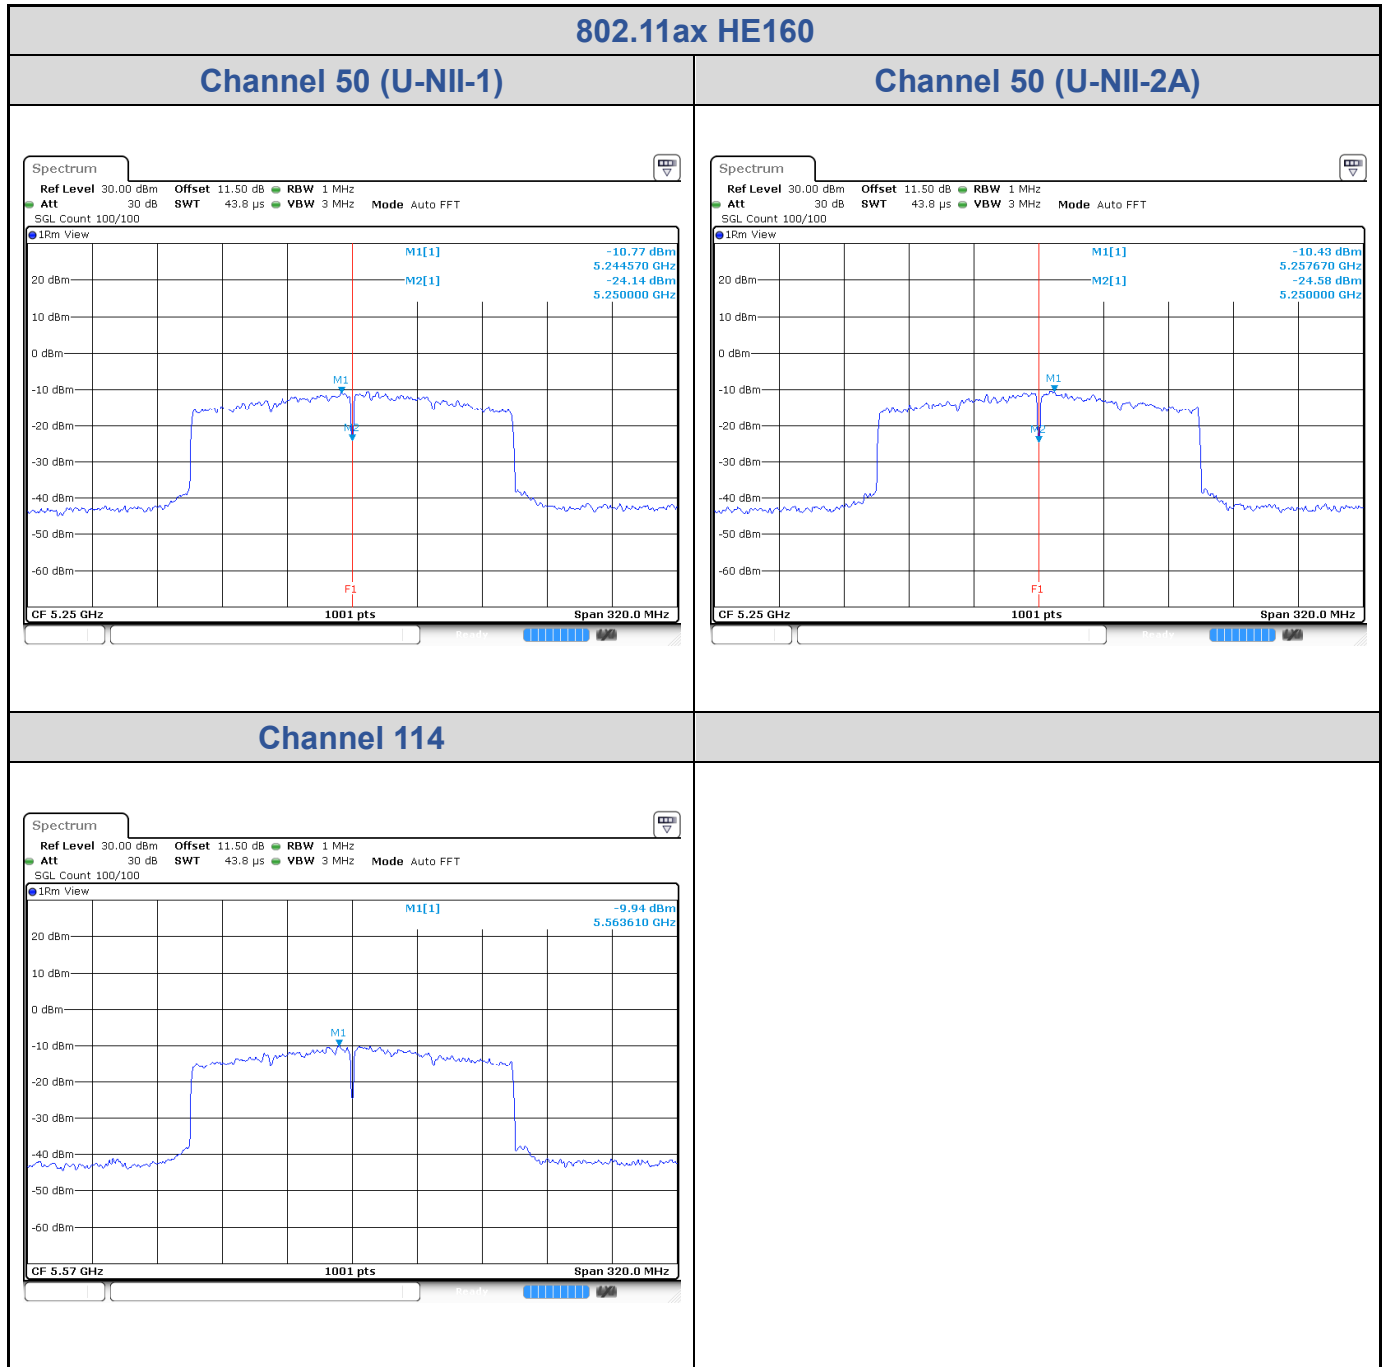 802.11ax HE160
Channel 50 (U-NII-1)
Channel 50 (U-NII-2A)
Spectrum
Ref Level 30.00 dBm Offset 11.50 dB RBW 1 MHz
Att 30 dB SWT 43.8 µs VBW 3 MHz Mode Auto FFT
SGL Count 100/100
1Rm View
M1[1] -10.77 dBm
5.244570 GHz
M2[1] -24.14 dBm
5.250000 GHz
20 dBm
10 dBm
0 dBm
-10 dBm
M1
-20 dBm
M2
-30 dBm
-40 dBm
-50 dBm
-60 dBm
F1
CF 5.25 GHz 1001 pts Span 320.0 MHz
Ready
Spectrum
Ref Level 30.00 dBm Offset 11.50 dB RBW 1 MHz
Att 30 dB SWT 43.8 µs VBW 3 MHz Mode Auto FFT
SGL Count 100/100
1Rm View
M1[1] -10.43 dBm
5.257670 GHz
M2[1] -24.58 dBm
5.250000 GHz
20 dBm
10 dBm
0 dBm
-10 dBm
M1
-20 dBm
M2
-30 dBm
-40 dBm
-50 dBm
-60 dBm
F1
CF 5.25 GHz 1001 pts Span 320.0 MHz
Ready
Channel 114
Spectrum
Ref Level 30.00 dBm Offset 11.50 dB RBW 1 MHz
Att 30 dB SWT 43.8 µs VBW 3 MHz Mode Auto FFT
SGL Count 100/100
1Rm View
M1[1] -9.94 dBm
5.563610 GHz
20 dBm
10 dBm
0 dBm
M1
-10 dBm
-20 dBm
-30 dBm
-40 dBm
-50 dBm
-60 dBm
CF 5.57 GHz 1001 pts Span 320.0 MHz
Ready